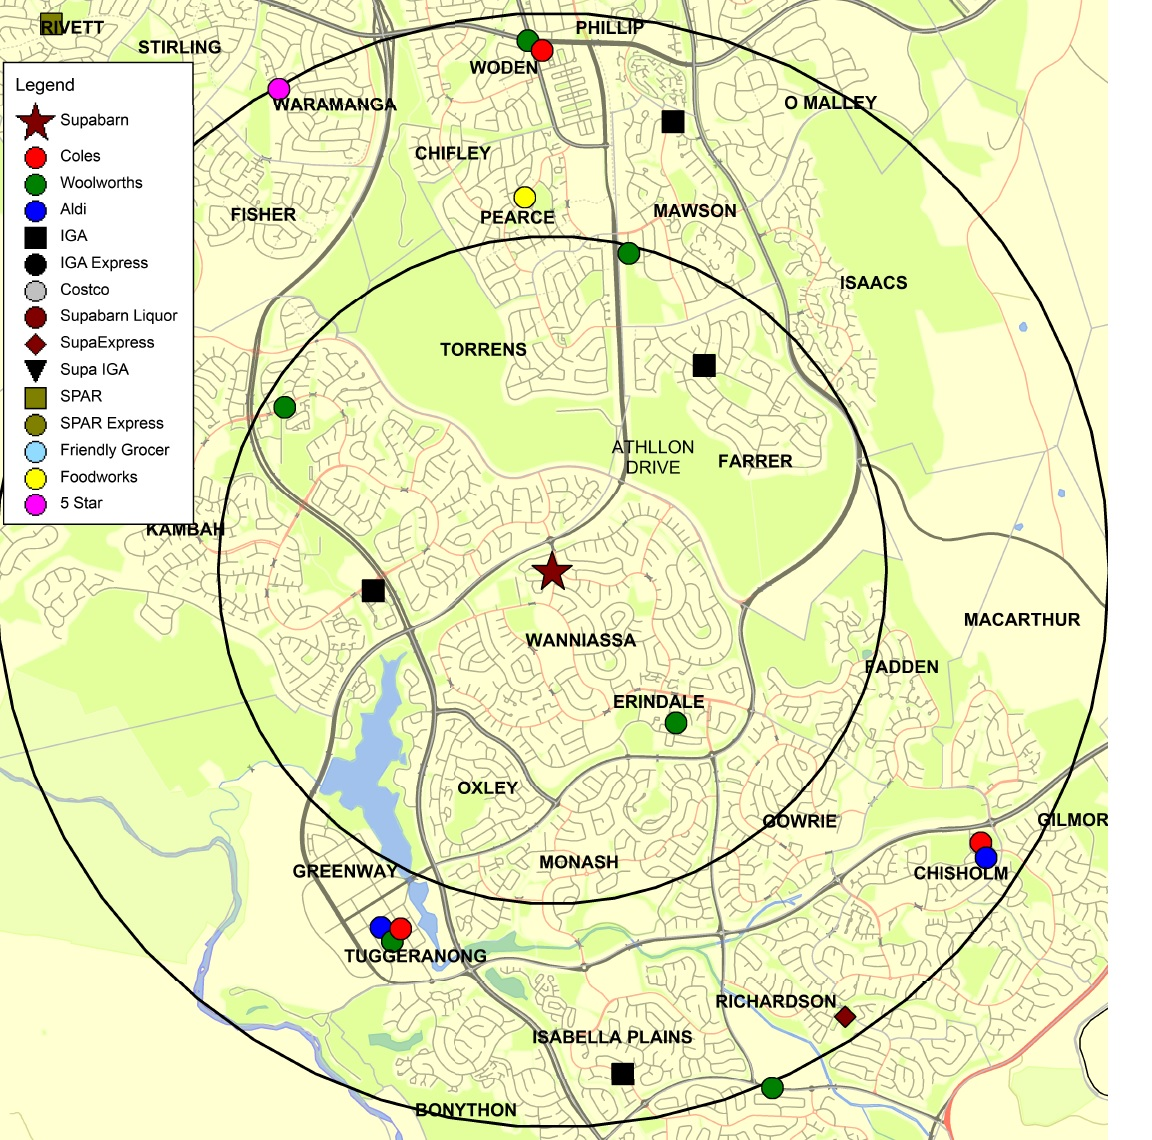 RIVETT
PHILLIP
STIRLING
WODEN
WARAMANGA
O MALLEY
Legend
Supabarn
Coles
Woolworths
Aldi
IGA
IGA Express
Costco
Supabarn Liquor
SupaExpress
Supa IGA
SPAR
SPAR Express
Friendly Grocer
Foodworks
5 Star
CHIFLEY
FISHER
PEARCE
MAWSON
ISAACS
TORRENS
ATHLLON
DRIVE
FARRER
KAMBAH
MACARTHUR
WANNIASSA
FADDEN
ERINDALE
OXLEY
GOWRIE
GILMOR
MONASH
GREENWAY
CHISHOLM
TUGGERANONG
RICHARDSON
ISABELLA PLAINS
BONYTHON